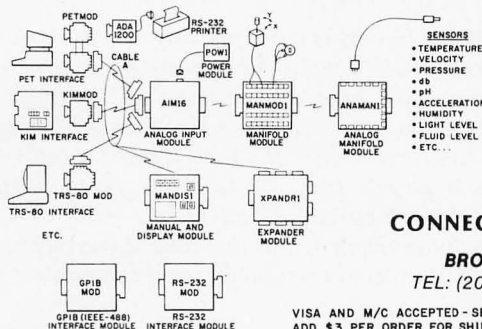 PETMOD
ADA
1200
RS-232
PRINTER
CABLE
A
POW1
POWER
MODULE
PET INTERFACE
KIMMOD
KIM INTERFACE
AIM16
ANALOG INPUT
MODULE
MANMOD1
MANIFOLD
MODULE
ANAMAN1
ANALOG
MANIFOLD
MODULE
Y
X
Z
SENSORS
• TEMPERATURE
• VELOCITY
• PRESSURE
• db
• pH
• ACCELERATION
• HUMIDITY
• LIGHT LEVEL
• FLUID LEVEL
• ETC...
TRS-80 MOD
TRS-80 INTERFACE
ETC.
MANDIS1
MANUAL AND
DISPLAY MODULE
XPANDR1
EXPANDER
MODULE
GPIB
MOD
GPIB (IEEE-488)
INTERFACE MODULE
RS-232
MOD
RS-232
INTERFACE MODULE
CONNEC
BRO
TEL: (20
VISA AND M/C ACCEPTED - SE
ADD $3 PER ORDER FOR SHI